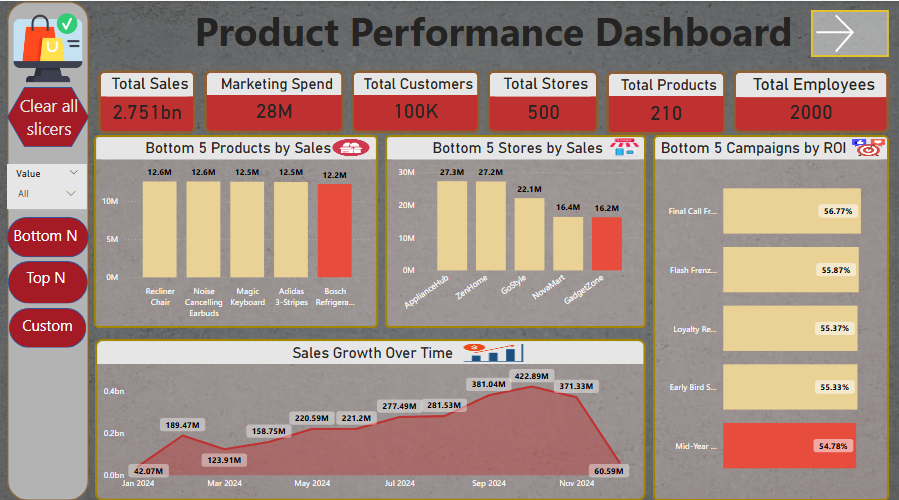 Product Performance Dashboard
Clear all
slicers
Value
All
Bottom N
Top N
Custom
Total Sales
2.751bn
Marketing Spend
28M
Total Customers
100K
Total Stores
500
Total Products
210
Total Employees
2000
Bottom 5 Products by Sales
12.6M
12.6M
12.5M
12.5M
12.2M
10M
5M
0M
Recliner
Chair
Noise
Cancelling
Earbuds
Magic
Keyboard
Adidas
3-Stripes
Bosch
Refrigera...
Bottom 5 Stores by Sales
30M
20M
10M
0M
27.3M
27.2M
22.1M
16.4M
16.2M
ApplianceHub
ZenHome
GoStyle
NovaMart
GadgetZone
Bottom 5 Campaigns by ROI
Final Call Fr...
56.77%
Flash Frenz...
55.87%
Loyalty Re...
55.37%
Early Bird S...
55.33%
Mid-Year ...
54.78%
Sales Growth Over Time
0.4bn
0.2bn
0.0bn
42.07M
189.47M
123.91M
158.75M
220.59M
221.2M
277.49M
281.53M
381.04M
422.89M
371.33M
60.59M
Jan 2024
Mar 2024
May 2024
Jul 2024
Sep 2024
Nov 2024